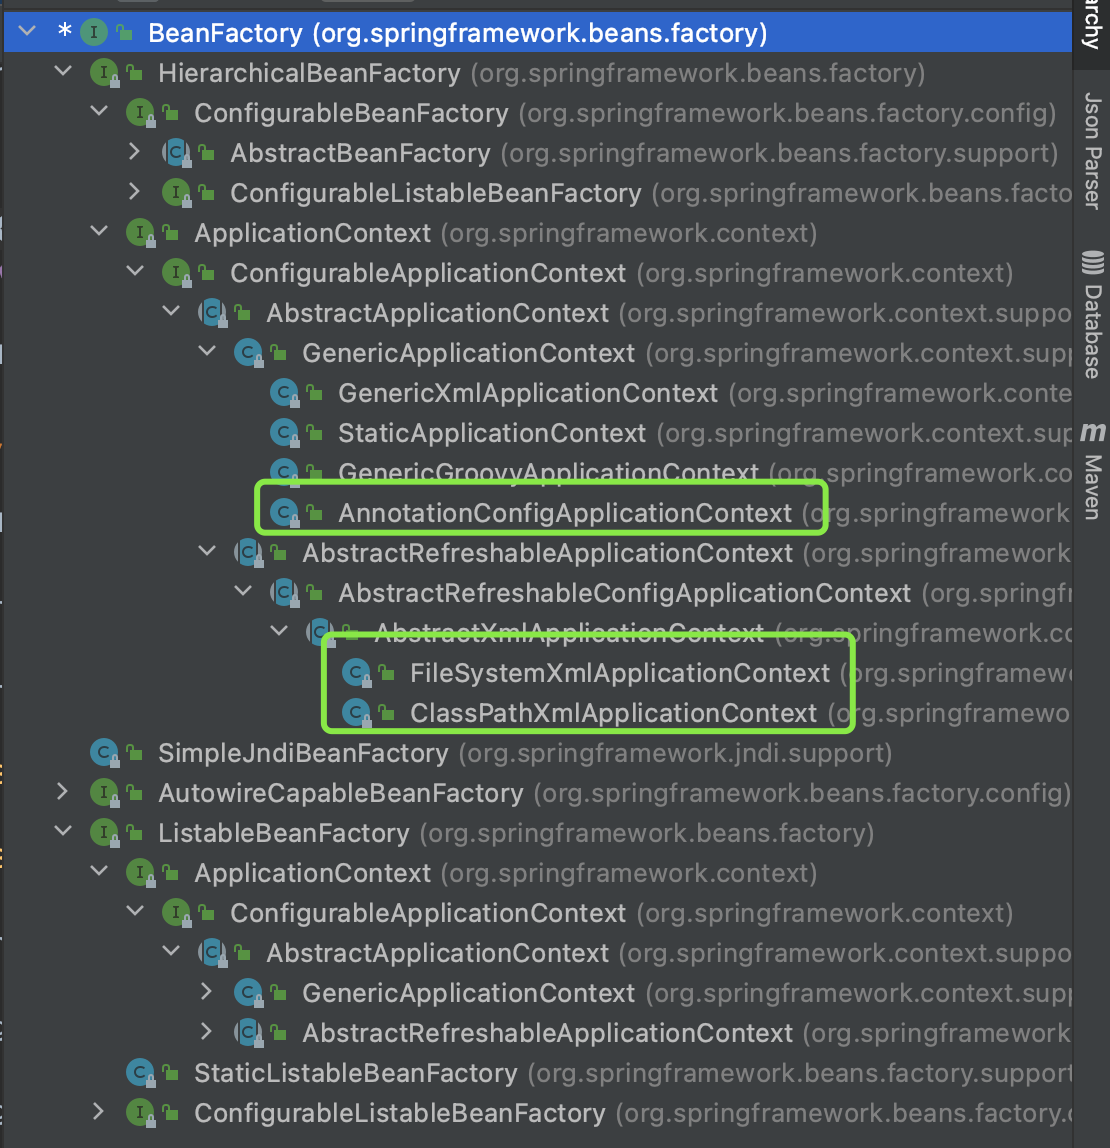 * BeanFactory (org.springframework.beans.factory)
HierarchicalBeanFactory (org.springframework.beans.factory)
ConfigurableBeanFactory (org.springframework.beans.factory.config)
AbstractBeanFactory (org.springframework.beans.factory.support)
ConfigurableListableBeanFactory (org.springframework.beans.facto
ApplicationContext (org.springframework.context)
ConfigurableApplicationContext (org.springframework.context)
AbstractApplicationContext (org.springframework.context.suppo
GenericApplicationContext (org.springframework.context.supp
GenericXmlApplicationContext (org.springframework.conte
StaticApplicationContext (org.springframework.context.sup
GenericGroovyApplicationContext (org.springframework.co
AnnotationConfigApplicationContext (org.springframework
AbstractRefreshableApplicationContext (org.springframework
AbstractRefreshableConfigApplicationContext (org.springfr
AbstractXmlApplicationContext (org.springframework.co
FileSystemXmlApplicationContext (org.springframew
ClassPathXmlApplicationContext (org.springframewo
SimpleJndiBeanFactory (org.springframework.jndi.support)
AutowireCapableBeanFactory (org.springframework.beans.factory.config)
ListableBeanFactory (org.springframework.beans.factory)
ApplicationContext (org.springframework.context)
ConfigurableApplicationContext (org.springframework.context)
AbstractApplicationContext (org.springframework.context.suppo
GenericApplicationContext (org.springframework.context.supp
AbstractRefreshableApplicationContext (org.springframework
StaticListableBeanFactory (org.springframework.beans.factory.support
ConfigurableListableBeanFactory (org.springframework.beans.factory.c
archy
Json Parser
Database
m Maven